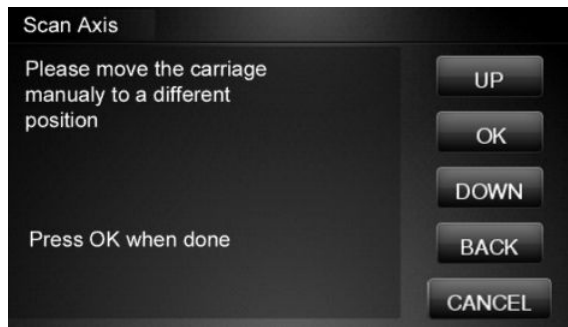 Scan Axis
Please move the carriage
manualy to a different
position
Press OK when done
UP
OK
DOWN
BACK
CANCEL